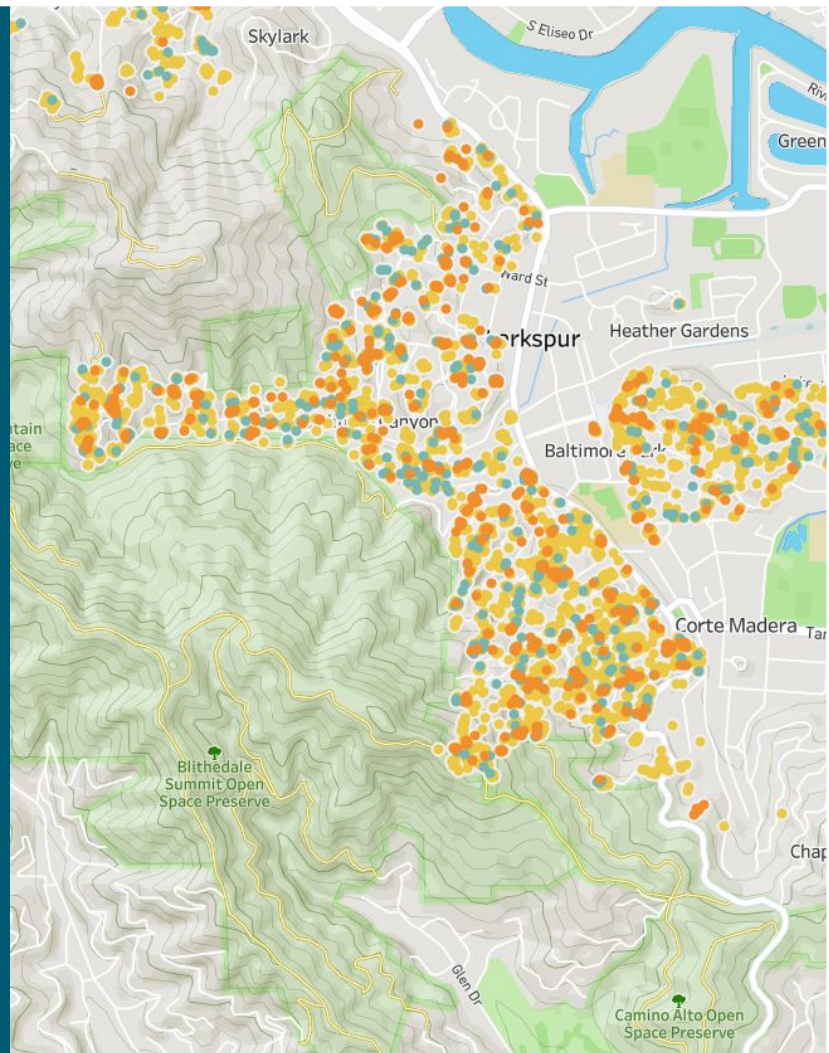 Skylark
S Eliseo Dr
Green
Ward St
Heather Gardens
Baltimore
Corte Madera
Blithedale
Summit Open
Space Preserve
Chap
Glen Dr
Camino Alto Open
Space Preserve